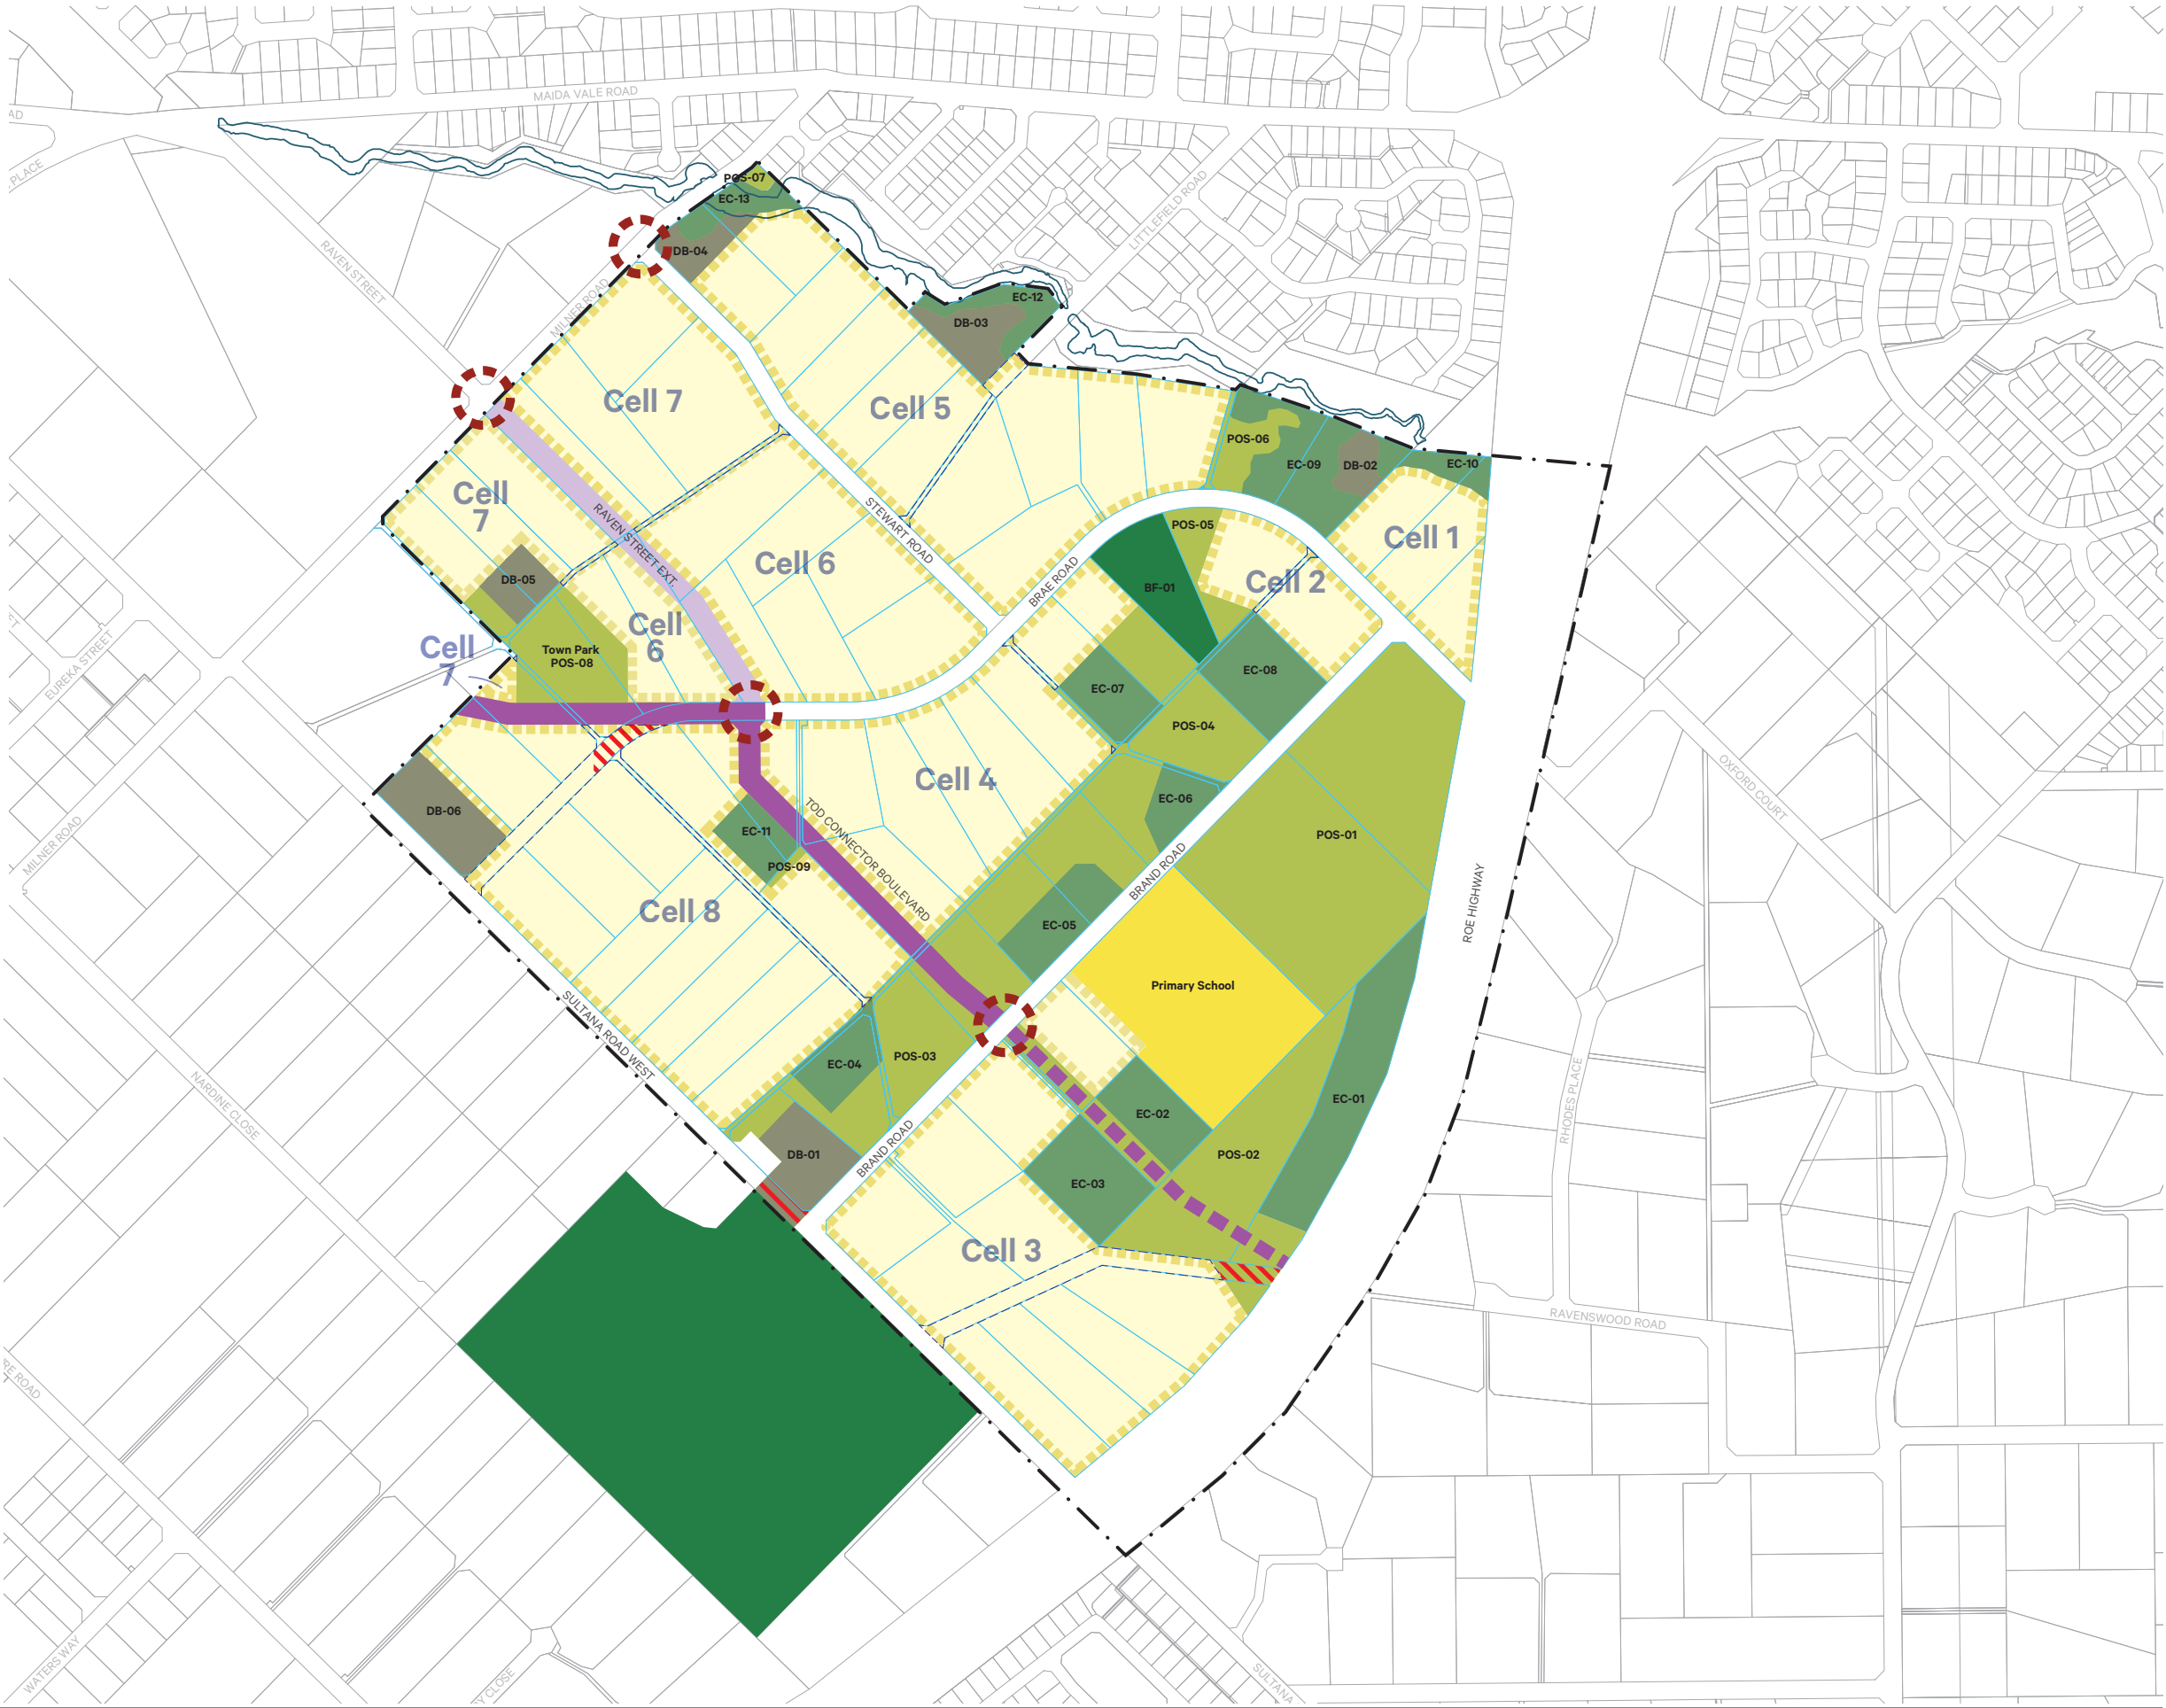 MAIDA VALE ROAD
AD
PLACE
POS-07
EC-13
DB-04
LITTLEFIELD ROAD
RAVEN STREET
MILNER ROAD
EC-12
DB-03
Cell 7
Cell 5
POS-06
EC-09
DB-02
EC-10
Cell
7
RAVEN STREET EXT.
STEWART ROAD
POS-05
Cell 1
Cell 6
BRAE ROAD
BF-01
Cell 2
DB-05
Cell
6
Town Park
POS-08
Cell
7
EUREKA STREET
EC-07
EC-08
POS-04
OXFORD COURT
Cell 4
EC-06
DB-06
MILNER ROAD
EC-11
POS-09
TOD CONNECTOR BOULEVARD
POS-01
BRAND ROAD
ROE HIGHWAY
Cell 8
EC-05
Primary School
SULTANA ROAD WEST
EC-04
POS-03
NARDINE CLOSE
EC-02
EC-01
RHODES PLACE
DB-01
BRAND ROAD
POS-02
EC-03
Cell 3
RAVENSWOOD ROAD
RE ROAD
WATERS WAY
Y CLOSE
SULTANA